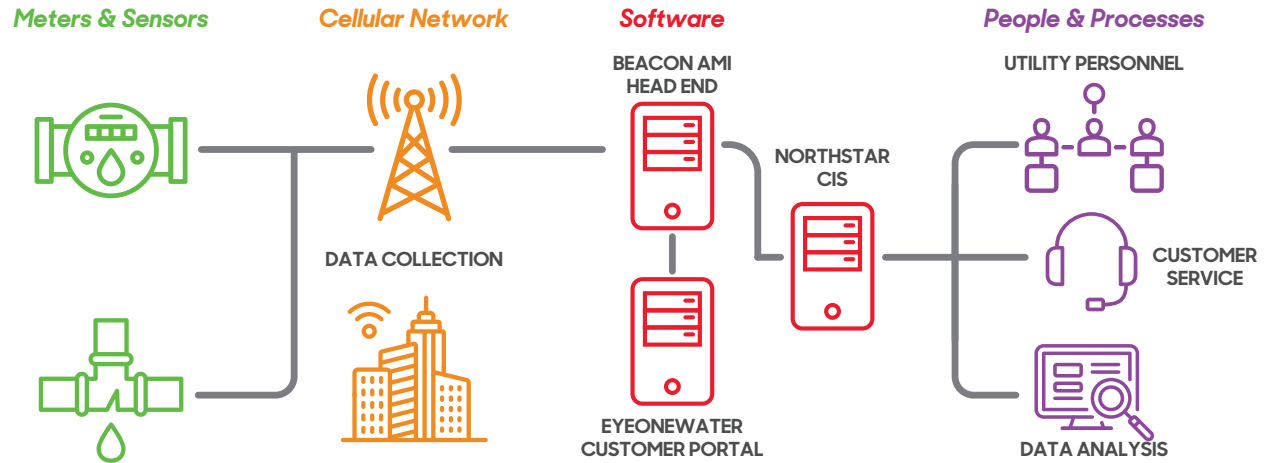 Meters & Sensors
Cellular Network
Software
People & Processes
BEACON AMI
HEAD END
UTILITY PERSONNEL
NORTHSTAR
CIS
DATA COLLECTION
CUSTOMER
SERVICE
EYEONEWATER
CUSTOMER PORTAL
DATA ANALYSIS